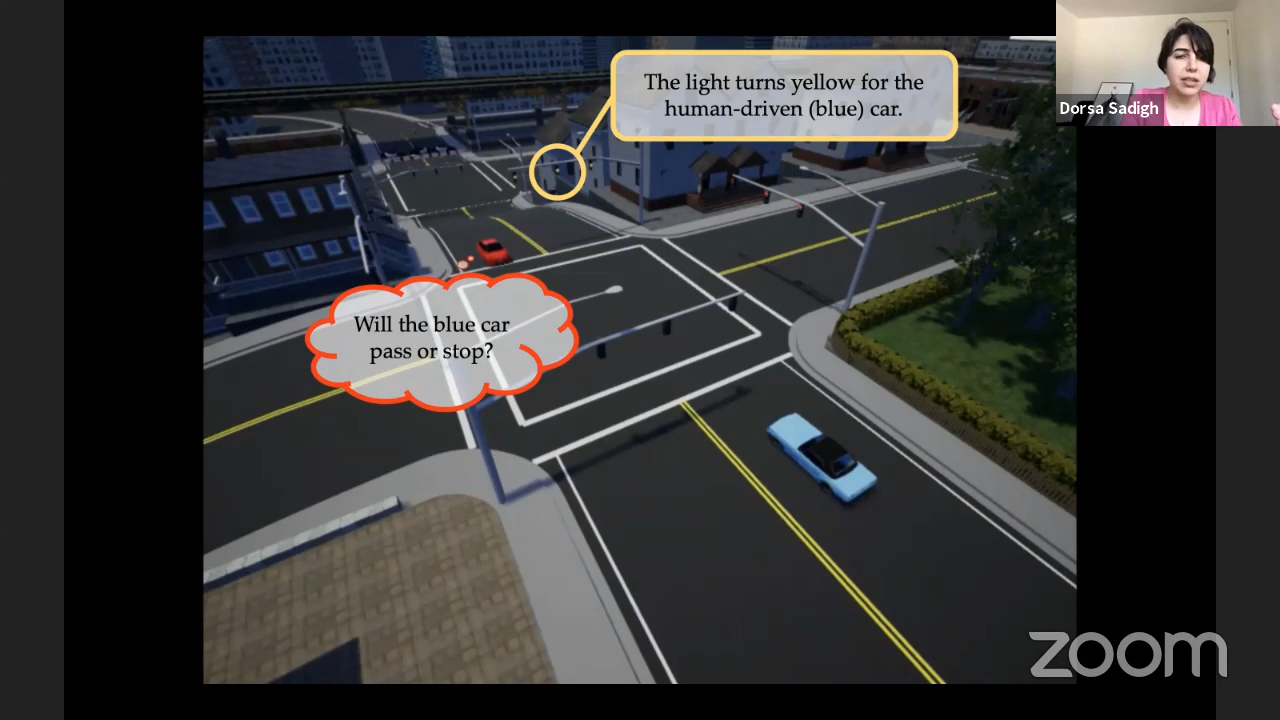 The light turns yellow for the
human-driven (blue) car.
Dorsa Sadigh
Will the blue car
pass or stop?
zoom